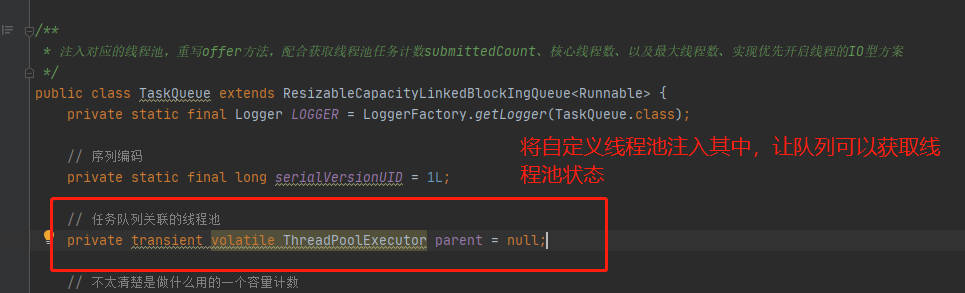 /**
* 注入对应的线程池，重写offer方法，配合获取线程池任务计数submittedCount、核心线程数、以及最大线程数、实现优先开启线程的IO型方案
*/
public class TaskQueue extends ResizableCapacityLinkedBlockIngQueue<Runnable> {
private static final Logger LOGGER = LoggerFactory.getLogger(TaskQueue.class);
将自定义线程池注入其中，让队列可以获取线
程池状态
// 序列编码
private static final long serialVersionUID = 1L;
// 任务队列关联的线程池
private transient volatile ThreadPoolExecutor parent = null;
// 不太清楚是做什么用的一个容量计数